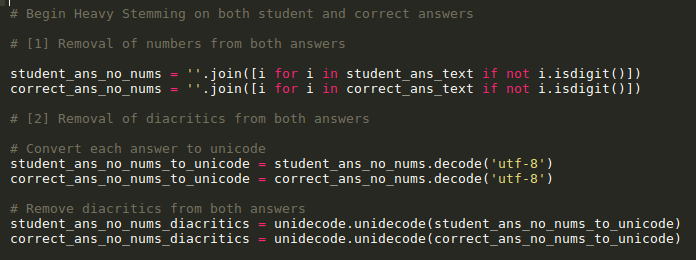 # Begin Heavy Stemming on both student and correct answers
# [1] Removal of numbers from both answers
student_ans_no_nums = ''.join([i for i in student_ans_text if not i.isdigit()])
correct_ans_no_nums = ''.join([i for i in correct_ans_text if not i.isdigit()])
# [2] Removal of diacritics from both answers
# Convert each answer to unicode
student_ans_no_nums_to_unicode = student_ans_no_nums.decode('utf-8')
correct_ans_no_nums_to_unicode = correct_ans_no_nums.decode('utf-8')
# Remove diacritics from both answers
student_ans_no_nums_diacritics = unidecode.unidecode(student_ans_no_nums_to_unicode)
correct_ans_no_nums_diacritics = unidecode.unidecode(correct_ans_no_nums_to_unicode)